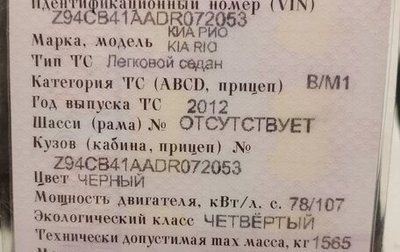 Идентификационный номер (VIN)
Z94CB41AADR072053
КИА РИО
Марка, модель KIA RIO
Тип ТС Легковой седан
Категория ТС (ABCD, прицеп) B/M1
Год выпуска ТС 2012
Шасси (рама) № ОТСУТСТВУЕТ
Кузов (кабина, прицеп) №
Z94CB41AADR072053
Цвет ЧЕРНЫЙ
Мощность двигателя, кВт/л. с. 78/107
Экологический класс ЧЕТВЁРТЫЙ
Технически допустимая max масса, кг 1565